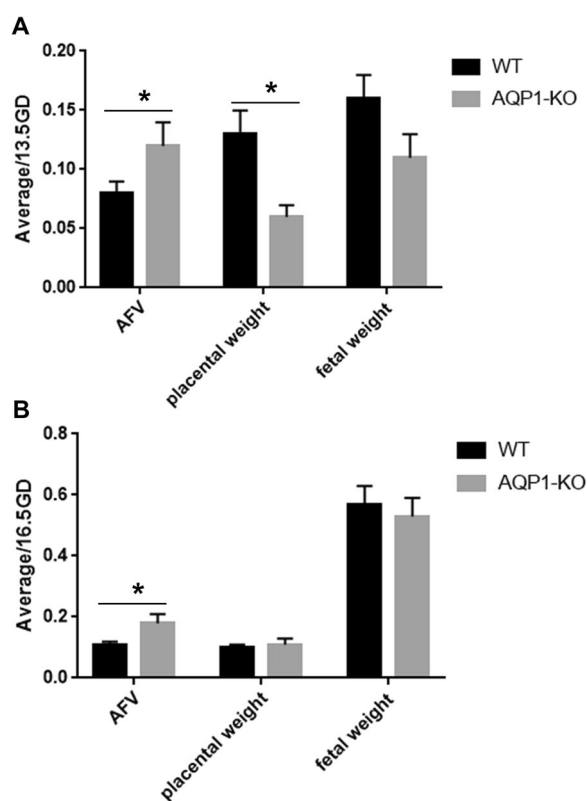 A
0.20
0.15
0.10
0.05
0.00
Average/13.5GD
*
*
WT
AQP1-KO
AFV
placental weight
fetal weight
B
0.8
0.6
0.4
0.2
0.0
Average/16.5GD
*
WT
AQP1-KO
AFV
placental weight
fetal weight